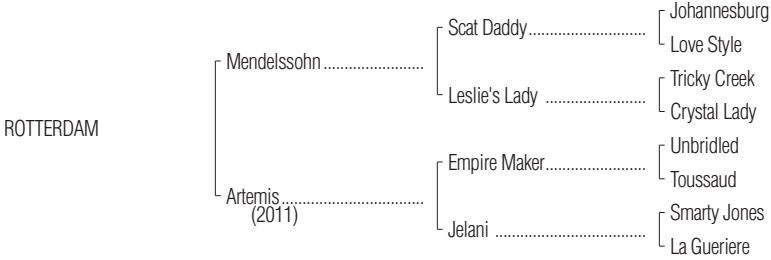 Johannesburg
Scat Daddy
Love Style
Mendelssohn
Tricky Creek
Leslie's Lady
Crystal Lady
ROTTERDAM
Unbridled
Empire Maker
Toussaud
Artemis
(2011)
Smarty Jones
Jelani
La Gueriere